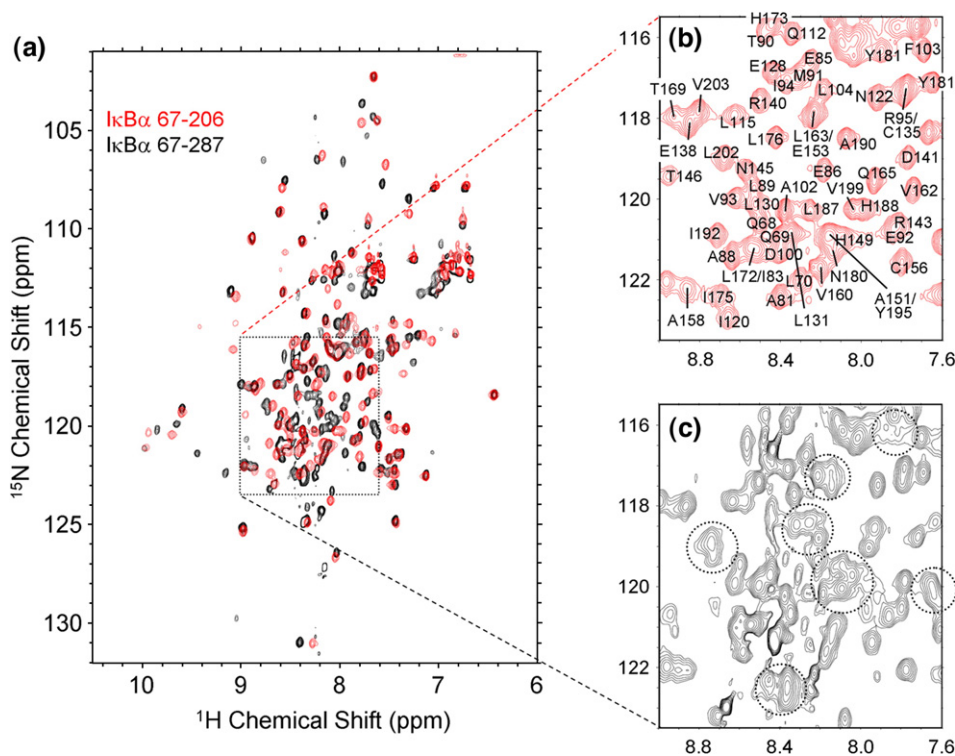 (a)
IκBα 67-206
IκBα 67-287
105
110
115
120
125
130
15N Chemical Shift (ppm)
10 9 8 7 6
1H Chemical Shift (ppm)
(b)
116
118
120
122
H173
Q112
T90
E85
Y181
F103
E128
M91
I94
L104
Y181
T169
V203
R140
N122
L115
R95/
C135
L176
L163/
E153
A190
E138
L202
D141
T146
N145
E86
Q165
L89
A102
V199
V162
V93
L130
L187
H188
Q68
R143
I192
Q69
H149
E92
A88
D100
L172/I83
L70
N180
C156
V160
A158
I175
A81
A151/
Y195
I120
L131
8.8 8.4 8.0 7.6
(c)
116
118
120
122
8.8 8.4 8.0 7.6